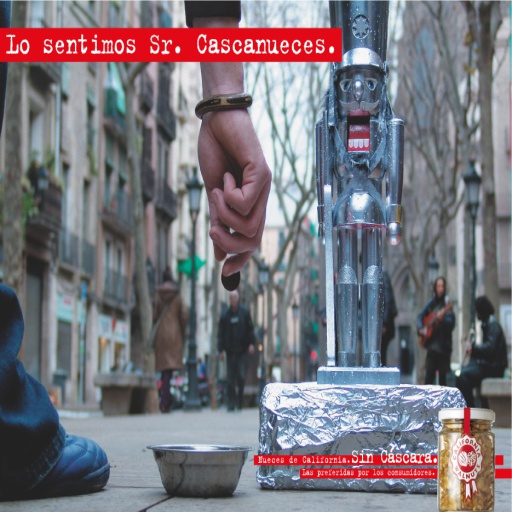 Lo sentimos Sr. Cascanueces.
Nueces de California. Sin Cáscara.
Las preferidas por los consumidores.